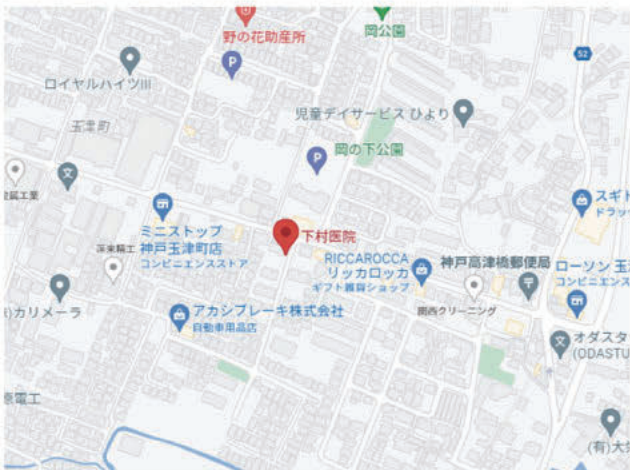 野の花助産所
岡公園
52
P
ロイヤルハイツIII
児童デイサービス ひより
玉津町
岡の下公園
P
文
工業
スギ
ドラッ
ミニストップ
神戸玉津町店
コンビニエンスストア
下村医院
RICCAROCCA
リッカロッカ
ギフト雑貨ショップ
神戸高津橋郵便局
ローソン 玉
コンビニエンス
カリメーラ
アカシブレーキ株式会社
自動車用品店
関西クリーニング
文
オダスタ
(ODASTU
電工
(有)大